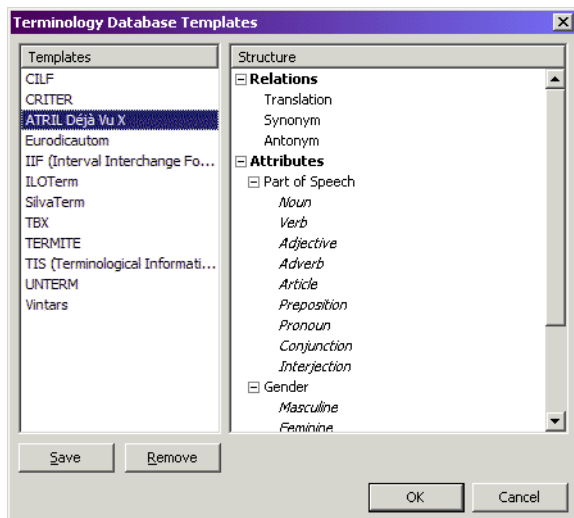 Terminology Database Templates
Templates
CILF
CRITER
ATRIL Déjà Vu X
Eurodicautom
IIF (Interval Interchange Fo...
ILOTerm
SilvaTerm
TBX
TERMITE
TIS (Terminological Informati...
UNTERM
Vintars
Structure
Relations
Translation
Synonym
Antonym
Attributes
Part of Speech
Noun
Verb
Adjective
Adverb
Article
Preposition
Pronoun
Conjunction
Interjection
Gender
Masculine
Feminine
Save
Remove
OK
Cancel